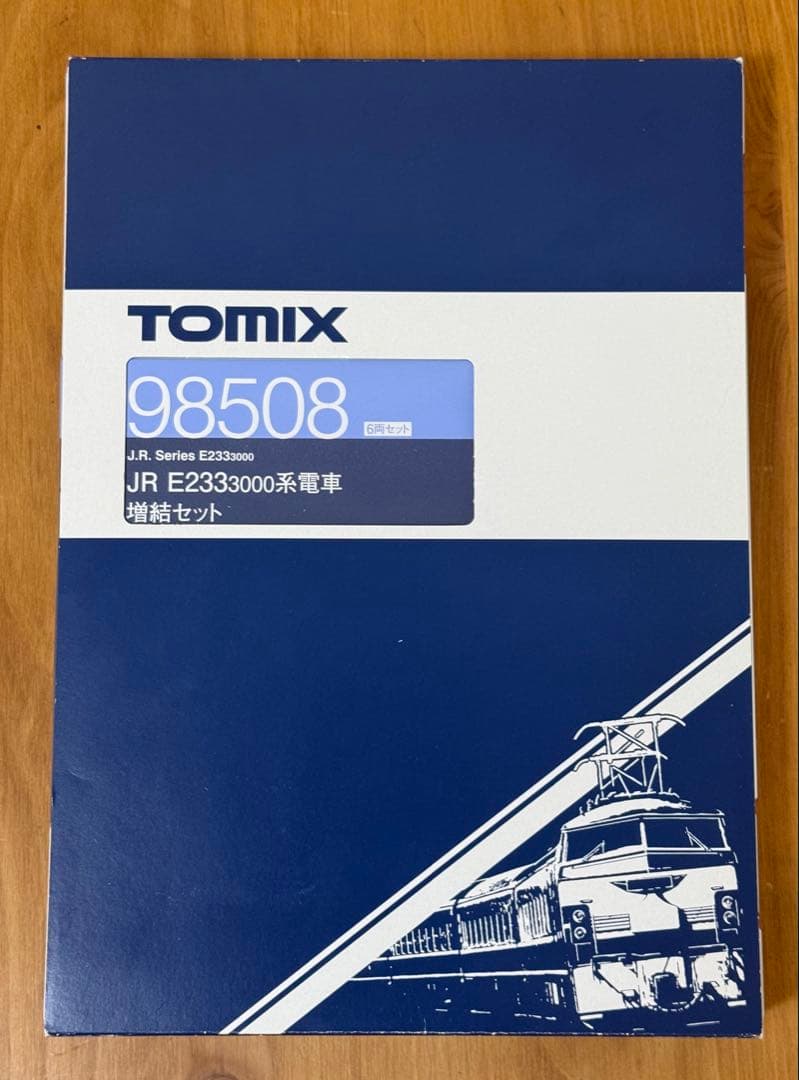 TOMIX
98508 6両セット
J.R. Series E2333000
JR E2333000系電車
増結セット